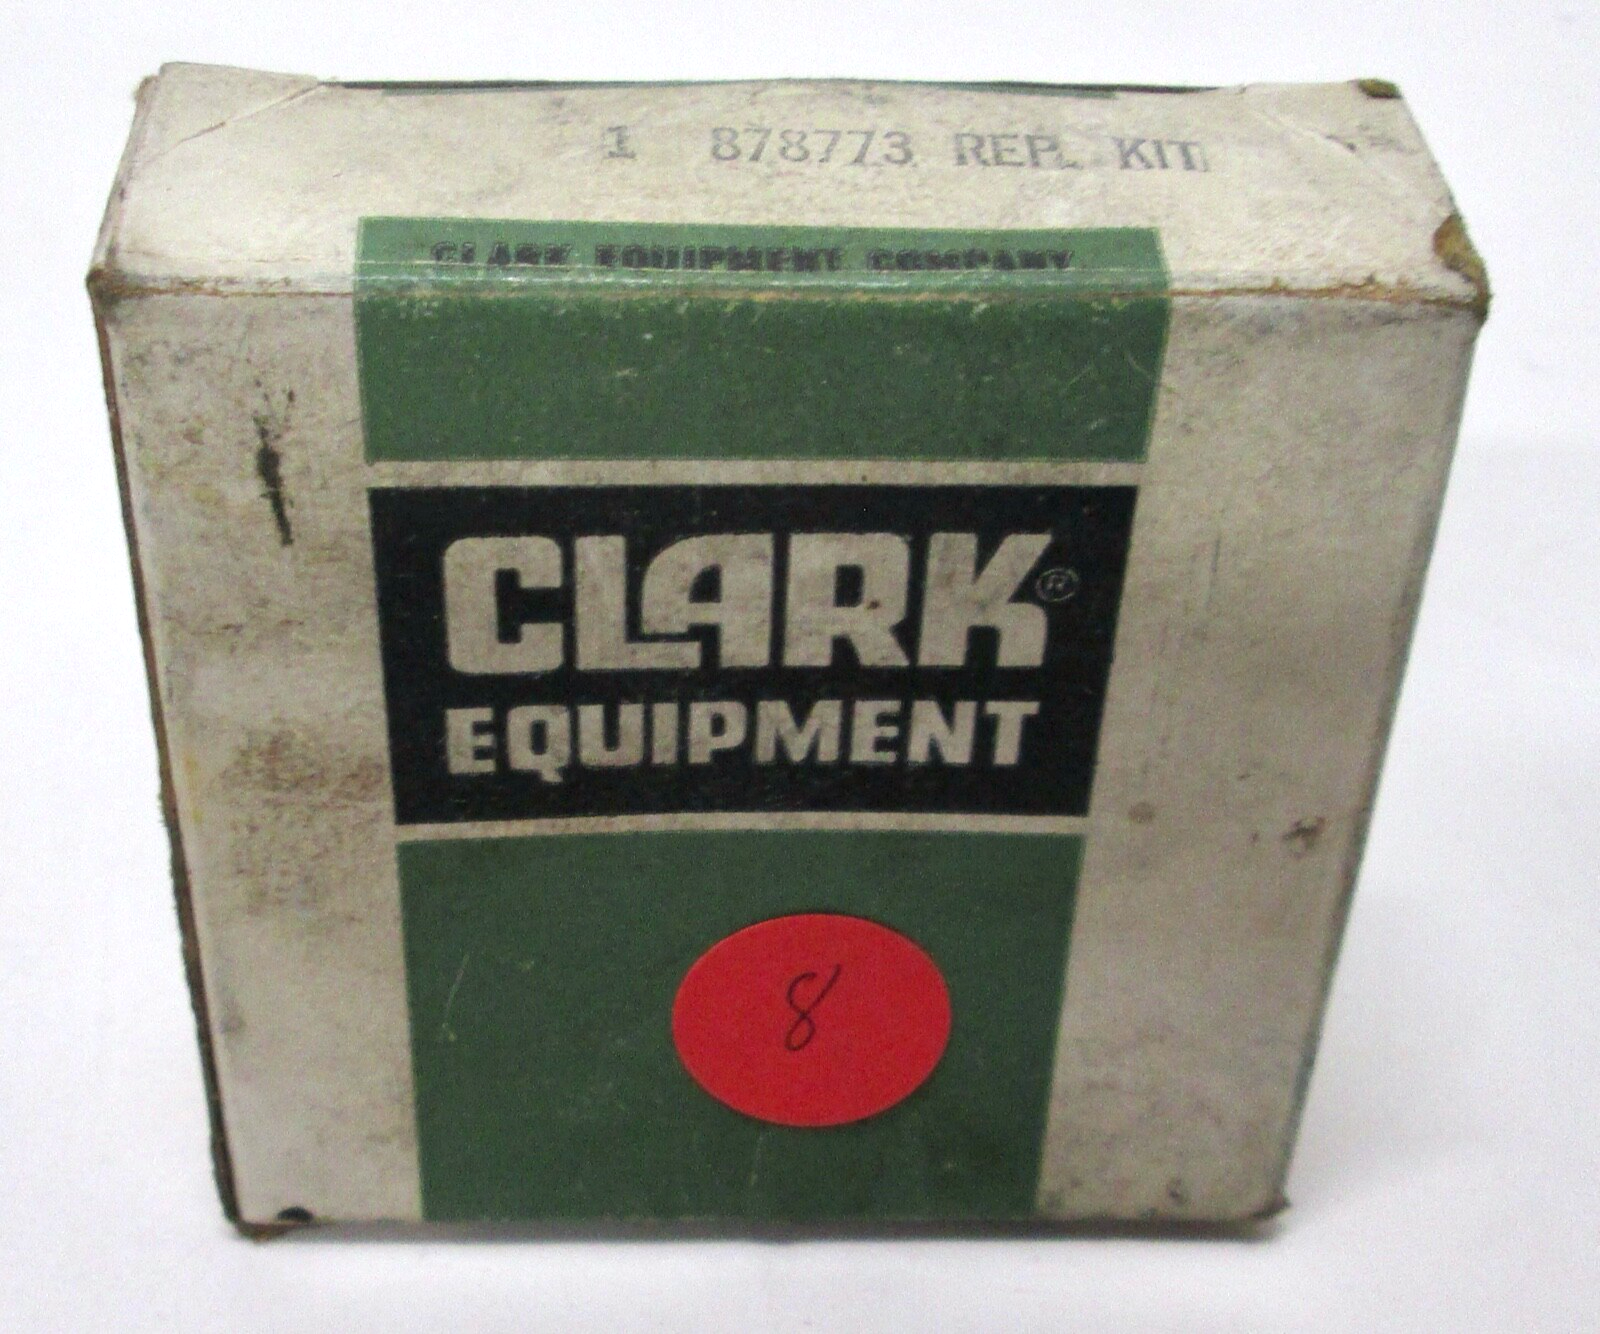 1 878773 REP. KIT
CLARK EQUIPMENT COMPANY
CLARK®
EQUIPMENT
8